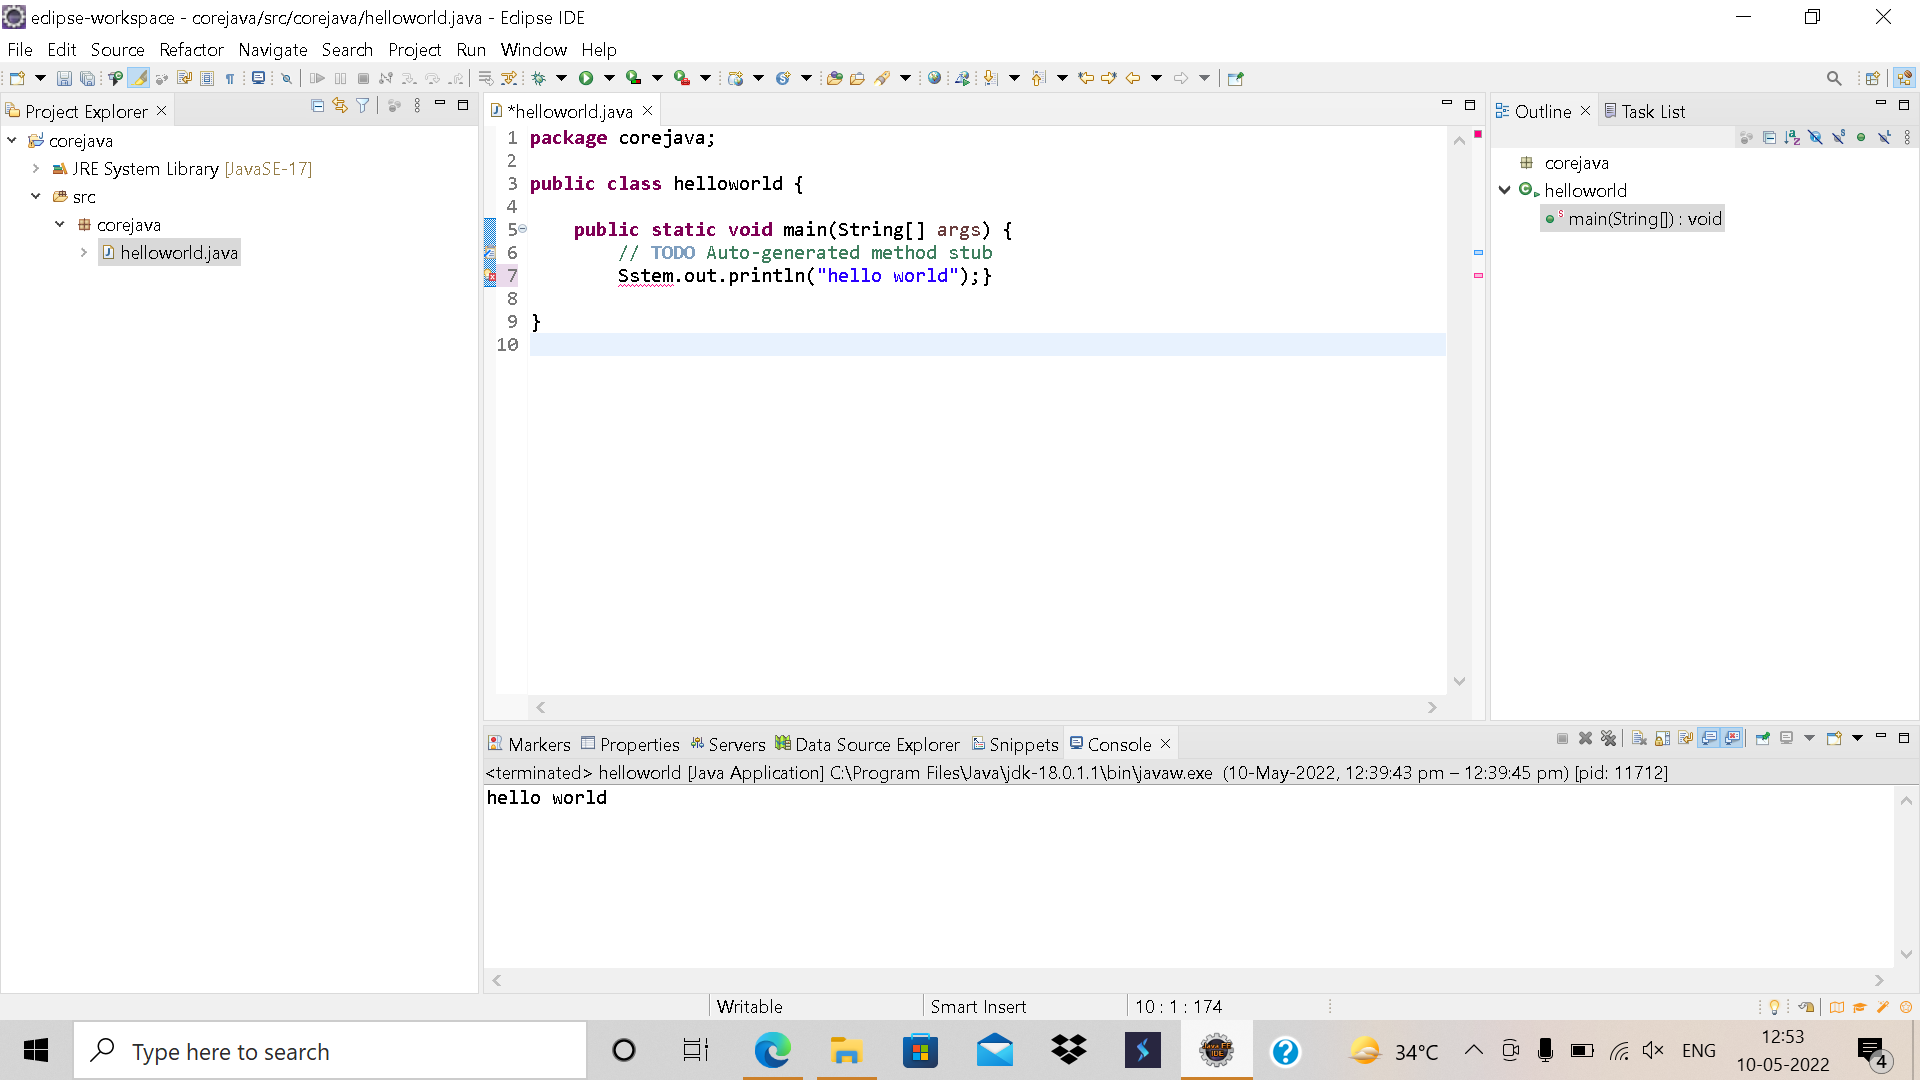 eclipse-workspace - corejava/src/corejava/helloworld.java - Eclipse IDE
File Edit Source Refactor Navigate Search Project Run Window Help
Project Explorer
corejava
JRE System Library [JavaSE-17]
src
corejava
helloworld.java
*helloworld.java
1 package corejava;
2
3 public class helloworld {
4
5 public static void main(String[] args) {
6 // TODO Auto-generated method stub
7 Sstem.out.println("hello world");}
8
9 }
10
Outline Task List
corejava
helloworld
main(String[]) : void
Markers Properties Servers Data Source Explorer Snippets Console
<terminated> helloworld [Java Application] C:\Program Files\Java\jdk-18.0.1.1\bin\javaw.exe (10-May-2022, 12:39:43 pm – 12:39:45 pm) [pid: 11712]
hello world
Writable Smart Insert 10 : 1 : 174
Type here to search
34°C ENG
12:53
10-05-2022
4